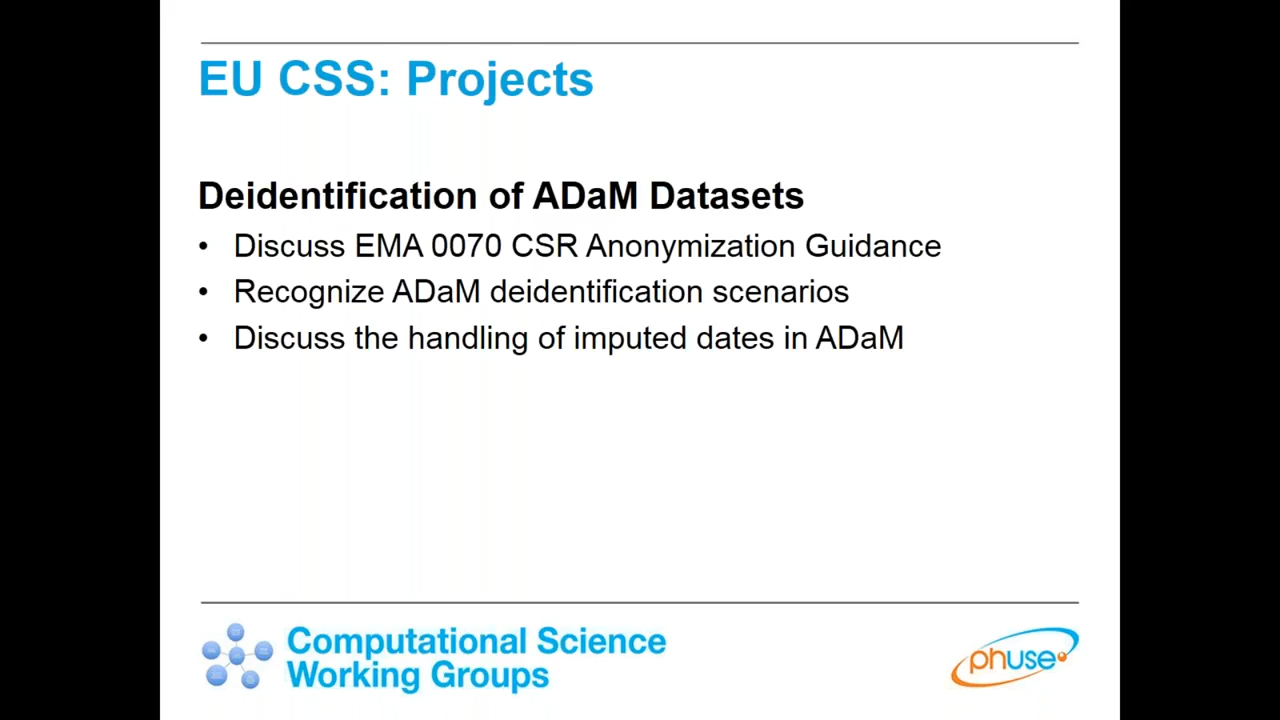 EU CSS: Projects
Deidentification of ADaM Datasets
• Discuss EMA 0070 CSR Anonymization Guidance
• Recognize ADaM deidentification scenarios
• Discuss the handling of imputed dates in ADaM
Computational Science
Working Groups
phuse